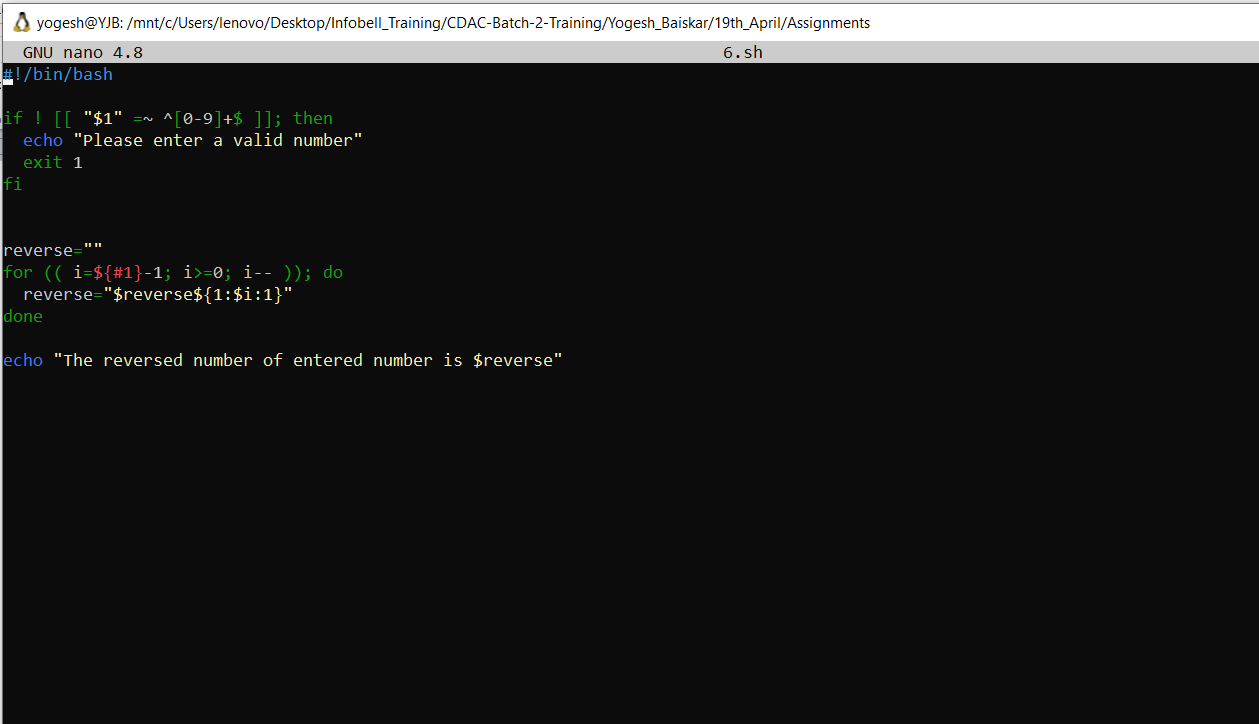 yogesh@YJB: /mnt/c/Users/lenovo/Desktop/Infobell_Training/CDAC-Batch-2-Training/Yogesh_Baiskar/19th_April/Assignments
GNU nano 4.8 6.sh
#!/bin/bash
if ! [[ "$1" =~ ^[0-9]+$ ]]; then
  echo "Please enter a valid number"
  exit 1
fi
reverse=""
for (( i=${#1}-1; i>=0; i-- )); do
  reverse="$reverse${1:$i:1}"
done
echo "The reversed number of entered number is $reverse"